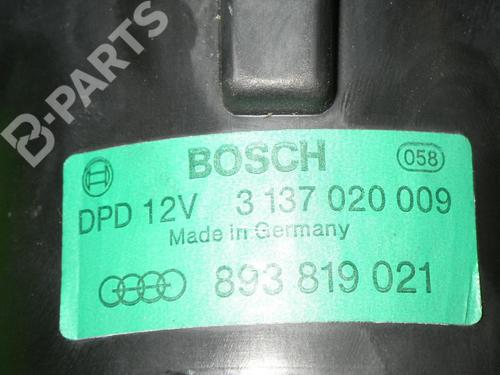 B-PARTS
BOSCH 058
DPD 12V 3 137 020 009
Made in Germany
893 819 021